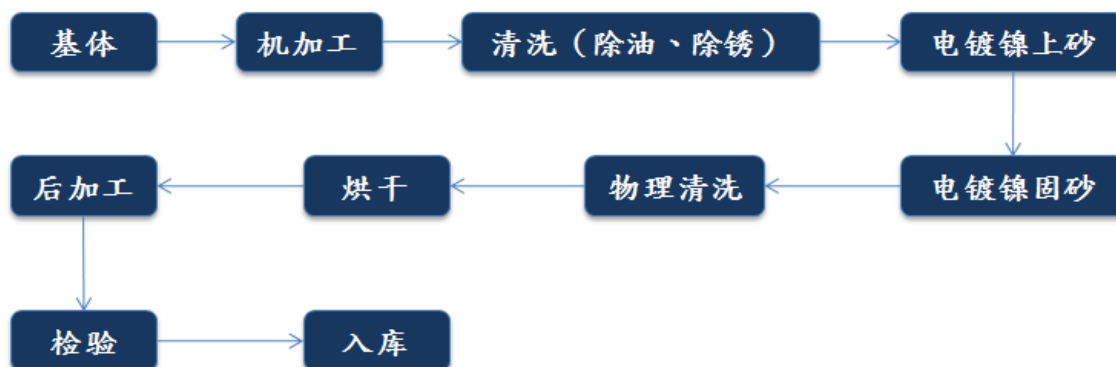 基体
机加工
清洗（除油、除锈）
电镀镍上砂
电镀镍固砂
物理清洗
烘干
后加工
检验
入库